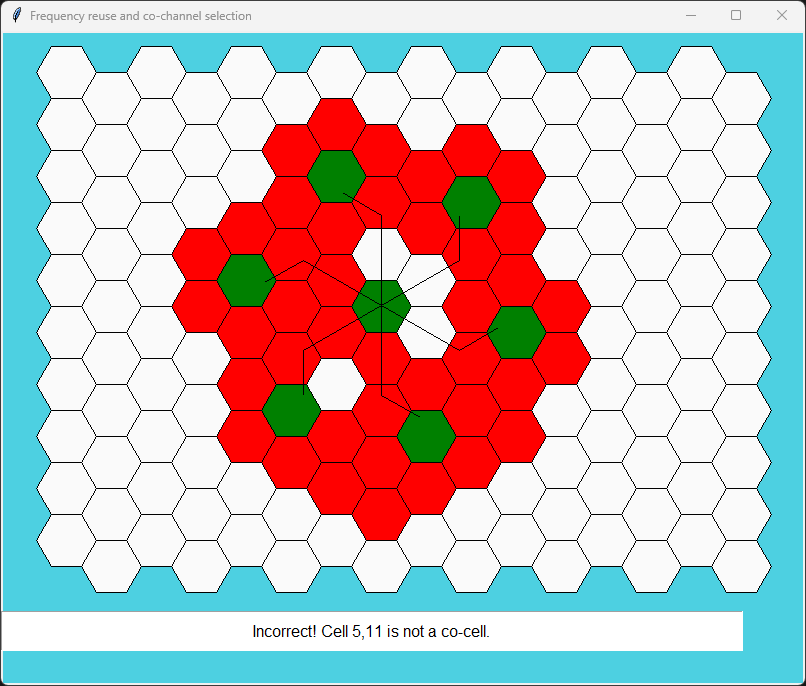 Frequency reuse and co-channel selection
Incorrect! Cell 5,11 is not a co-cell.